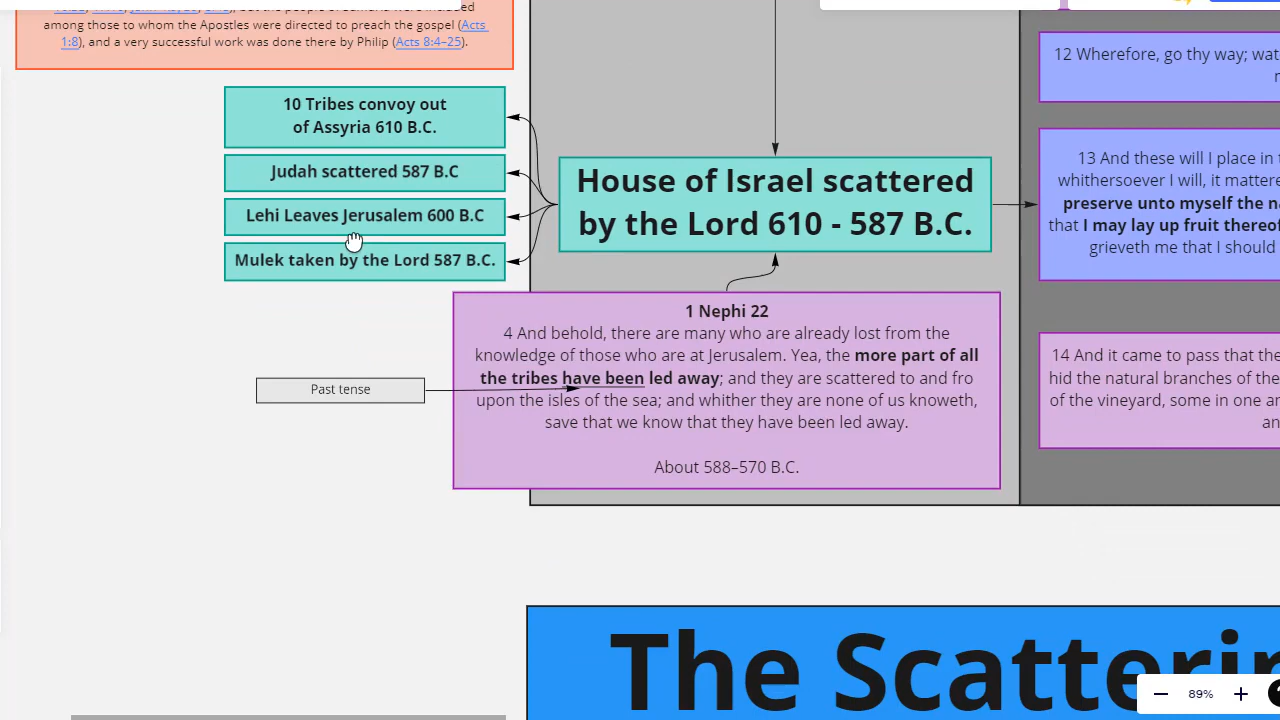 among those to whom the Apostles were directed to preach the gospel (Acts
1:8), and a very successful work was done there by Philip (Acts 8:4–25).
10 Tribes convoy out
of Assyria 610 B.C.
Judah scattered 587 B.C
Lehi Leaves Jerusalem 600 B.C
Mulek taken by the Lord 587 B.C.
House of Israel scattered
by the Lord 610 - 587 B.C.
1 Nephi 22
4 And behold, there are many who are already lost from the
knowledge of those who are at Jerusalem. Yea, the more part of all
the tribes have been led away; and they are scattered to and fro
upon the isles of the sea; and whither they are none of us knoweth,
save that we know that they have been led away.
About 588–570 B.C.
Past tense
12 Wherefore, go thy way;
13 And these will I place in
whithersoever I will, it
preserve unto myself the
that I may lay up fruit
grieveth me that I should
14 And it came to pass that
hid the natural branches of
of the vineyard, some in one
The
89%